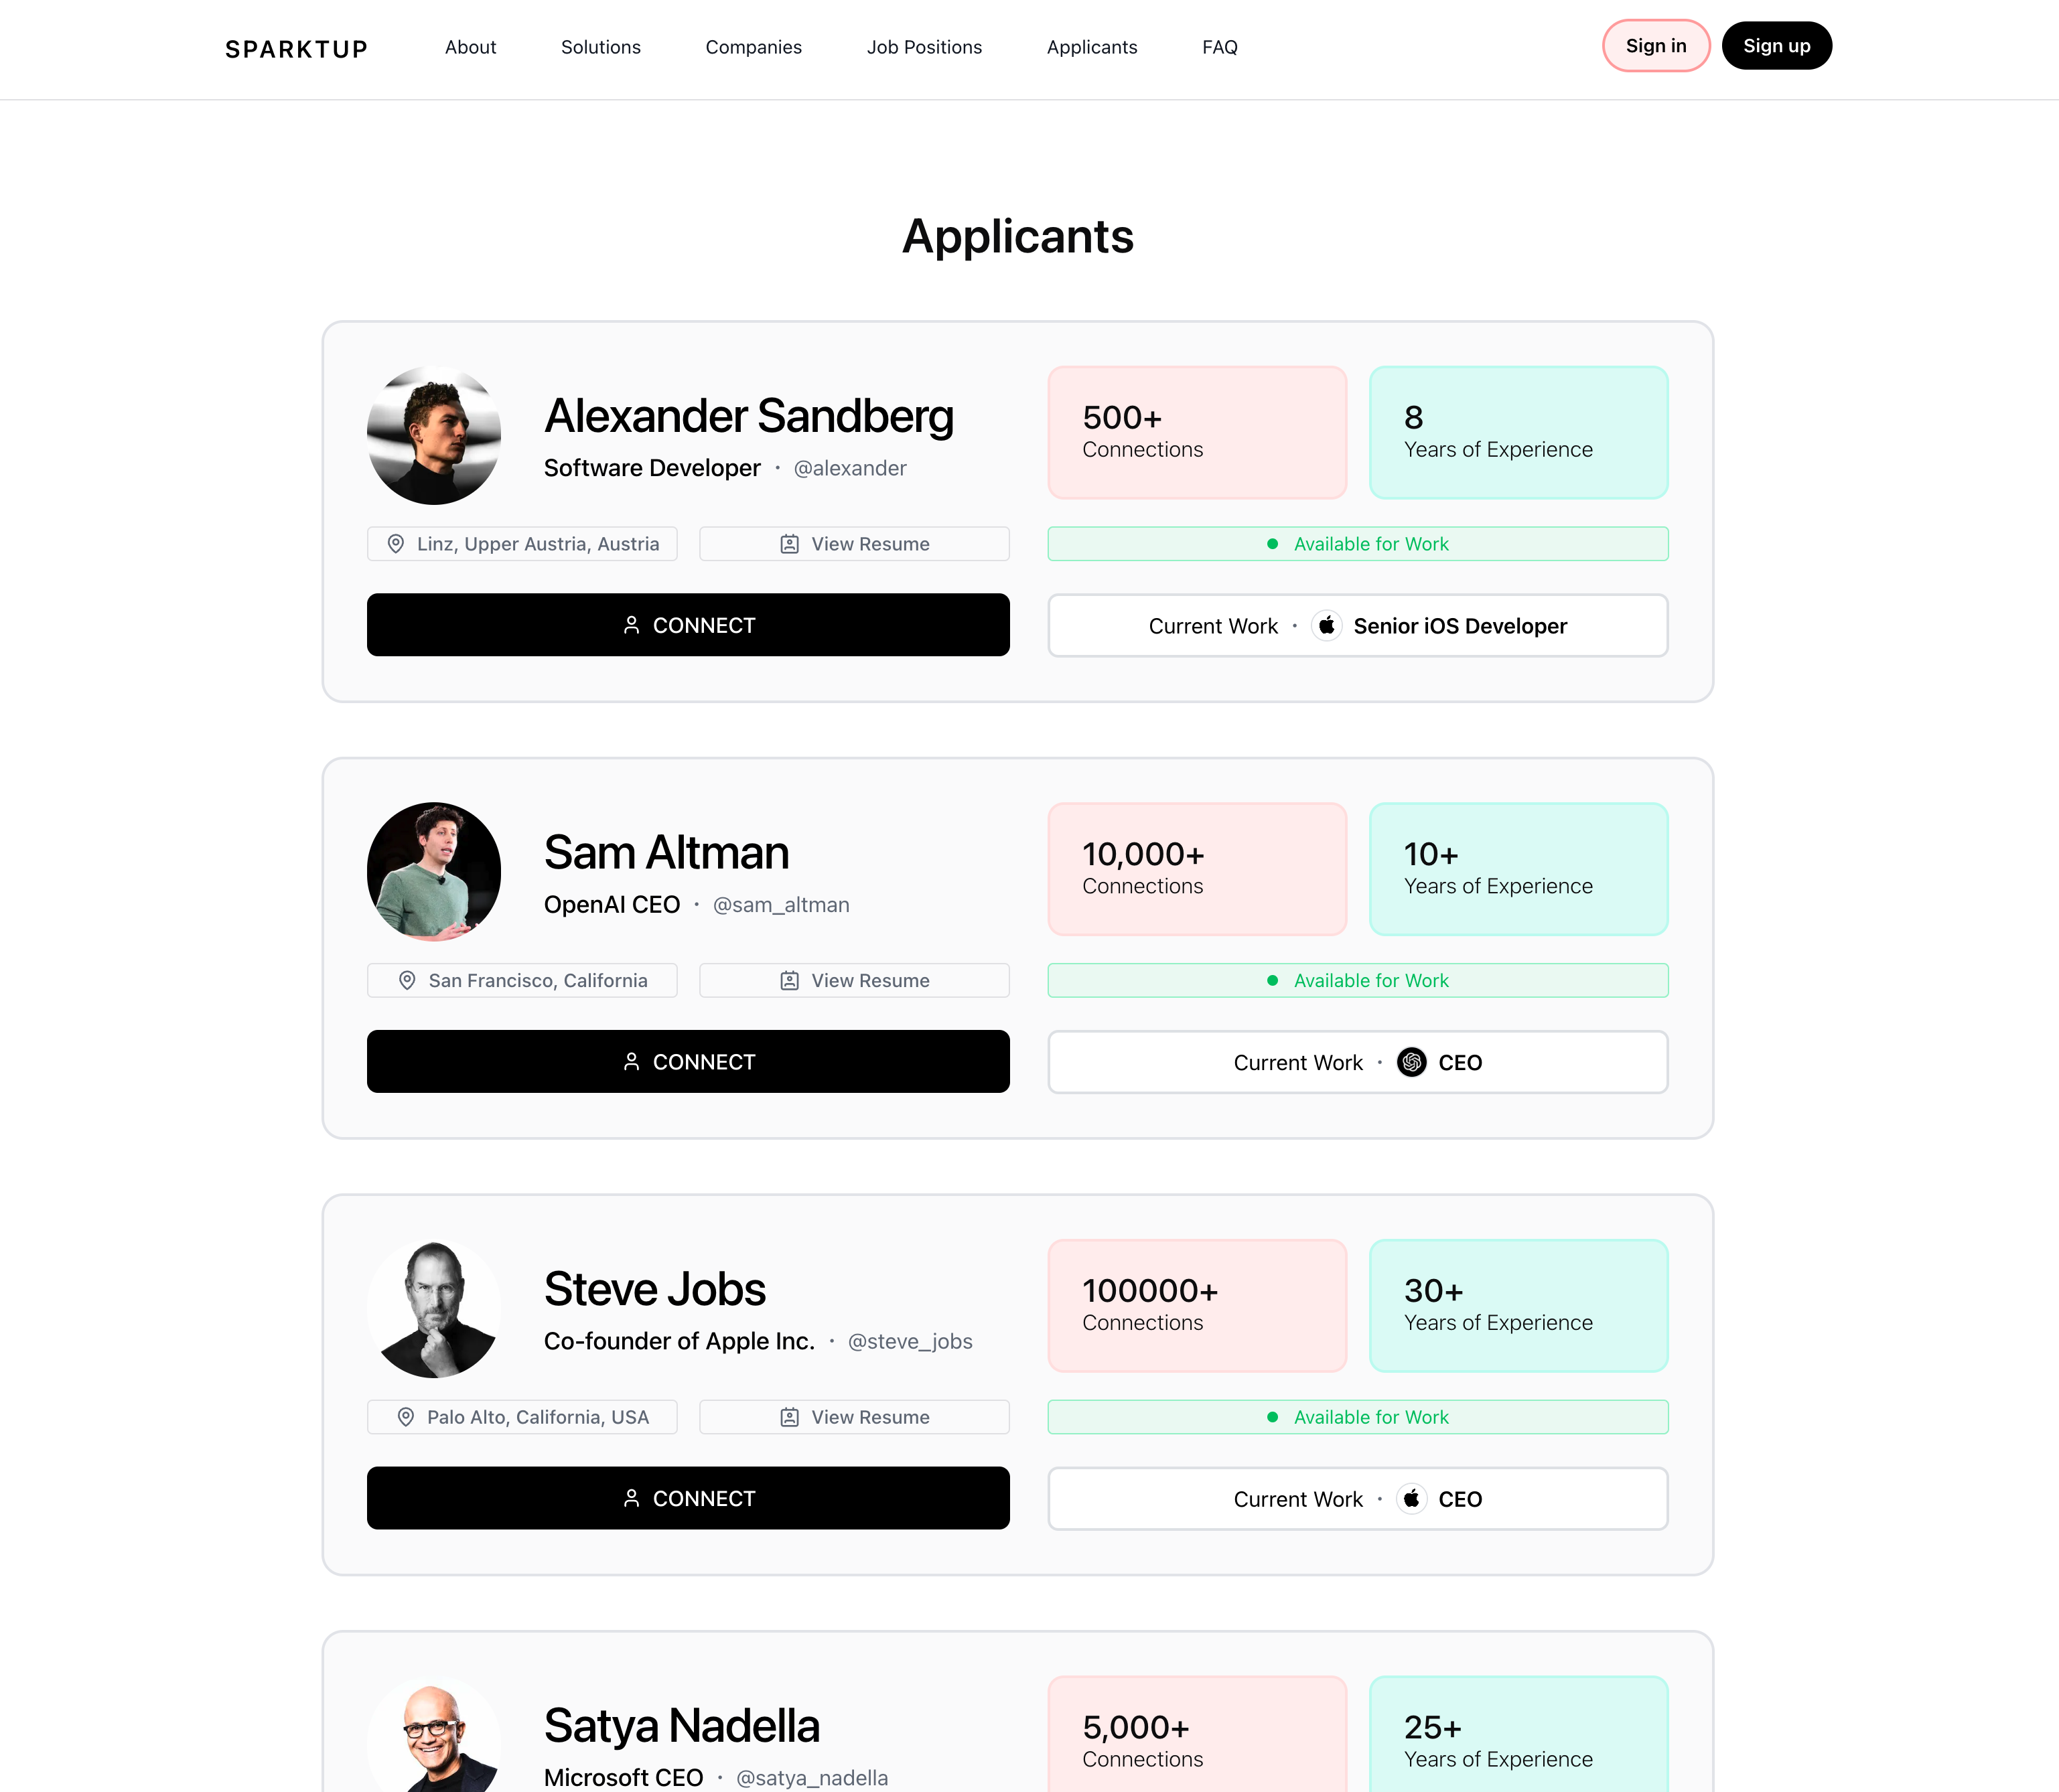 SPARKTUP
About
Solutions
Companies
Job Positions
Applicants
FAQ
Sign in
Sign up
Applicants
Alexander Sandberg
Software Developer · @alexander
500+
Connections
8
Years of Experience
Linz, Upper Austria, Austria
View Resume
Available for Work
CONNECT
Current Work · Senior iOS Developer
Sam Altman
OpenAI CEO · @sam_altman
10,000+
Connections
10+
Years of Experience
San Francisco, California
View Resume
Available for Work
CONNECT
Current Work · CEO
Steve Jobs
Co-founder of Apple Inc. · @steve_jobs
100000+
Connections
30+
Years of Experience
Palo Alto, California, USA
View Resume
Available for Work
CONNECT
Current Work · CEO
Satya Nadella
Microsoft CEO · @satya_nadella
5,000+
Connections
25+
Years of Experience